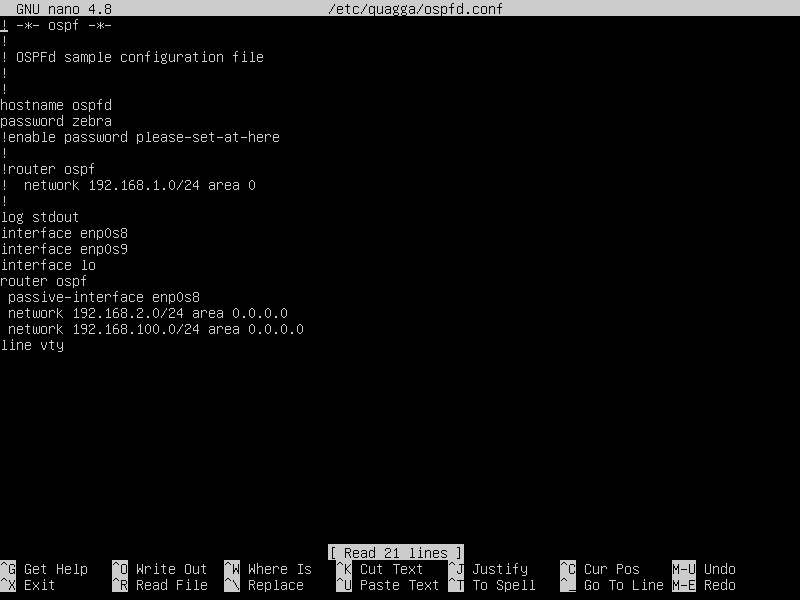 GNU nano 4.8 /etc/quagga/ospfd.conf
! -*- ospf -*-
!
! OSPFd sample configuration file
!
!
hostname ospfd
password zebra
!enable password please-set-at-here
!
!router ospf
!  network 192.168.1.0/24 area 0
!
log stdout
interface enp0s8
interface enp0s9
interface lo
router ospf
 passive-interface enp0s8
 network 192.168.2.0/24 area 0.0.0.0
 network 192.168.100.0/24 area 0.0.0.0
line vty
[ Read 21 lines ]
^G Get Help ^O Write Out ^W Where Is ^K Cut Text ^J Justify ^C Cur Pos M-U Undo
^X Exit ^R Read File ^\ Replace ^U Paste Text ^T To Spell ^_ Go To Line M-E Redo